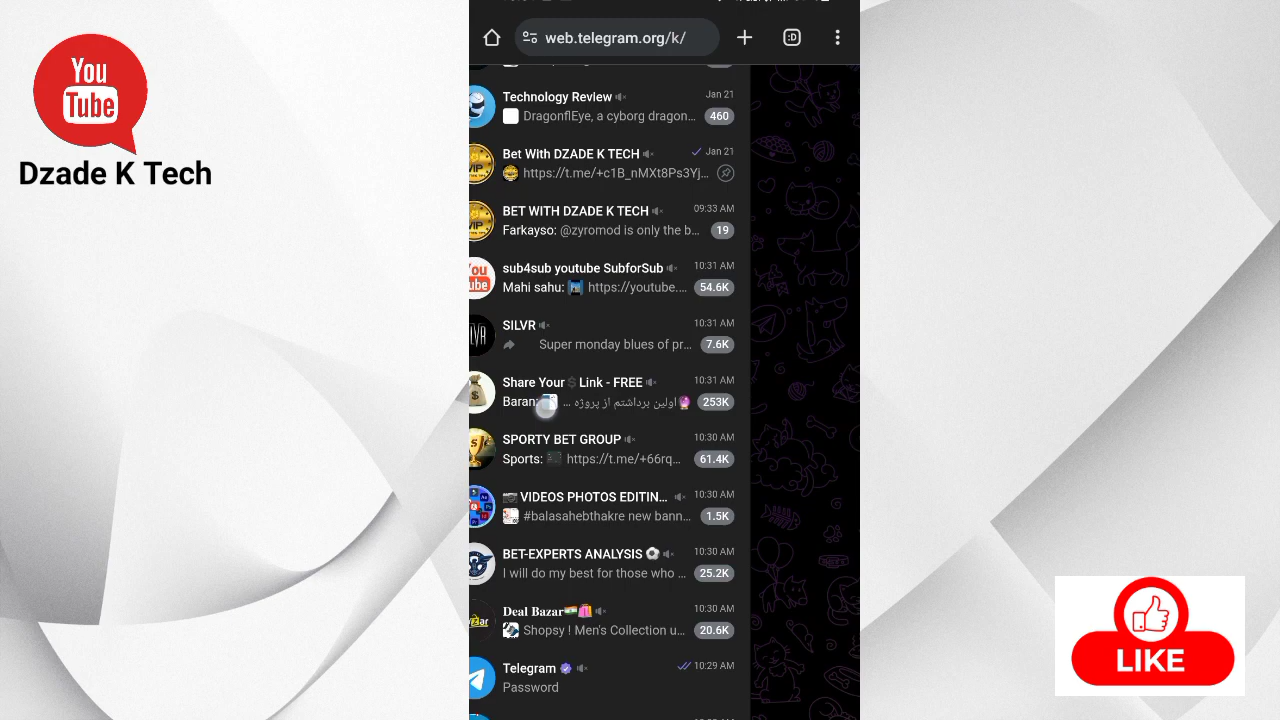 You
Tube
Dzade K Tech
web.telegram.org/k/
:D
Technology Review
Jan 21
DragonflEye, a cyborg dragon...
460
Bet With DZADE K TECH
Jan 21
https://t.me/+c1B_nMXt8Ps3Yj...
BET WITH DZADE K TECH
09:33 AM
VIP
Farkayso: @zyromod is only the b...
19
sub4sub youtube SubforSub
10:31 AM
You
Mahi sahu: https://youtube....
54.6K
SILVR
10:31 AM
Super monday blues of pr...
7.6K
Share Your $ Link - FREE
10:31 AM
Baran: اولین برداشتم از پروژه ...
253K
SPORTY BET GROUP
10:30 AM
Sports: https://t.me/+66rq...
61.4K
VIDEOS PHOTOS EDITIN...
10:30 AM
#balasahebthakre new bann...
1.5K
BET-EXPERTS ANALYSIS
10:30 AM
I will do my best for those who ...
25.2K
Deal Bazar
10:30 AM
Shopsy ! Men's Collection u...
20.6K
Telegram
10:29 AM
Password
LIKE